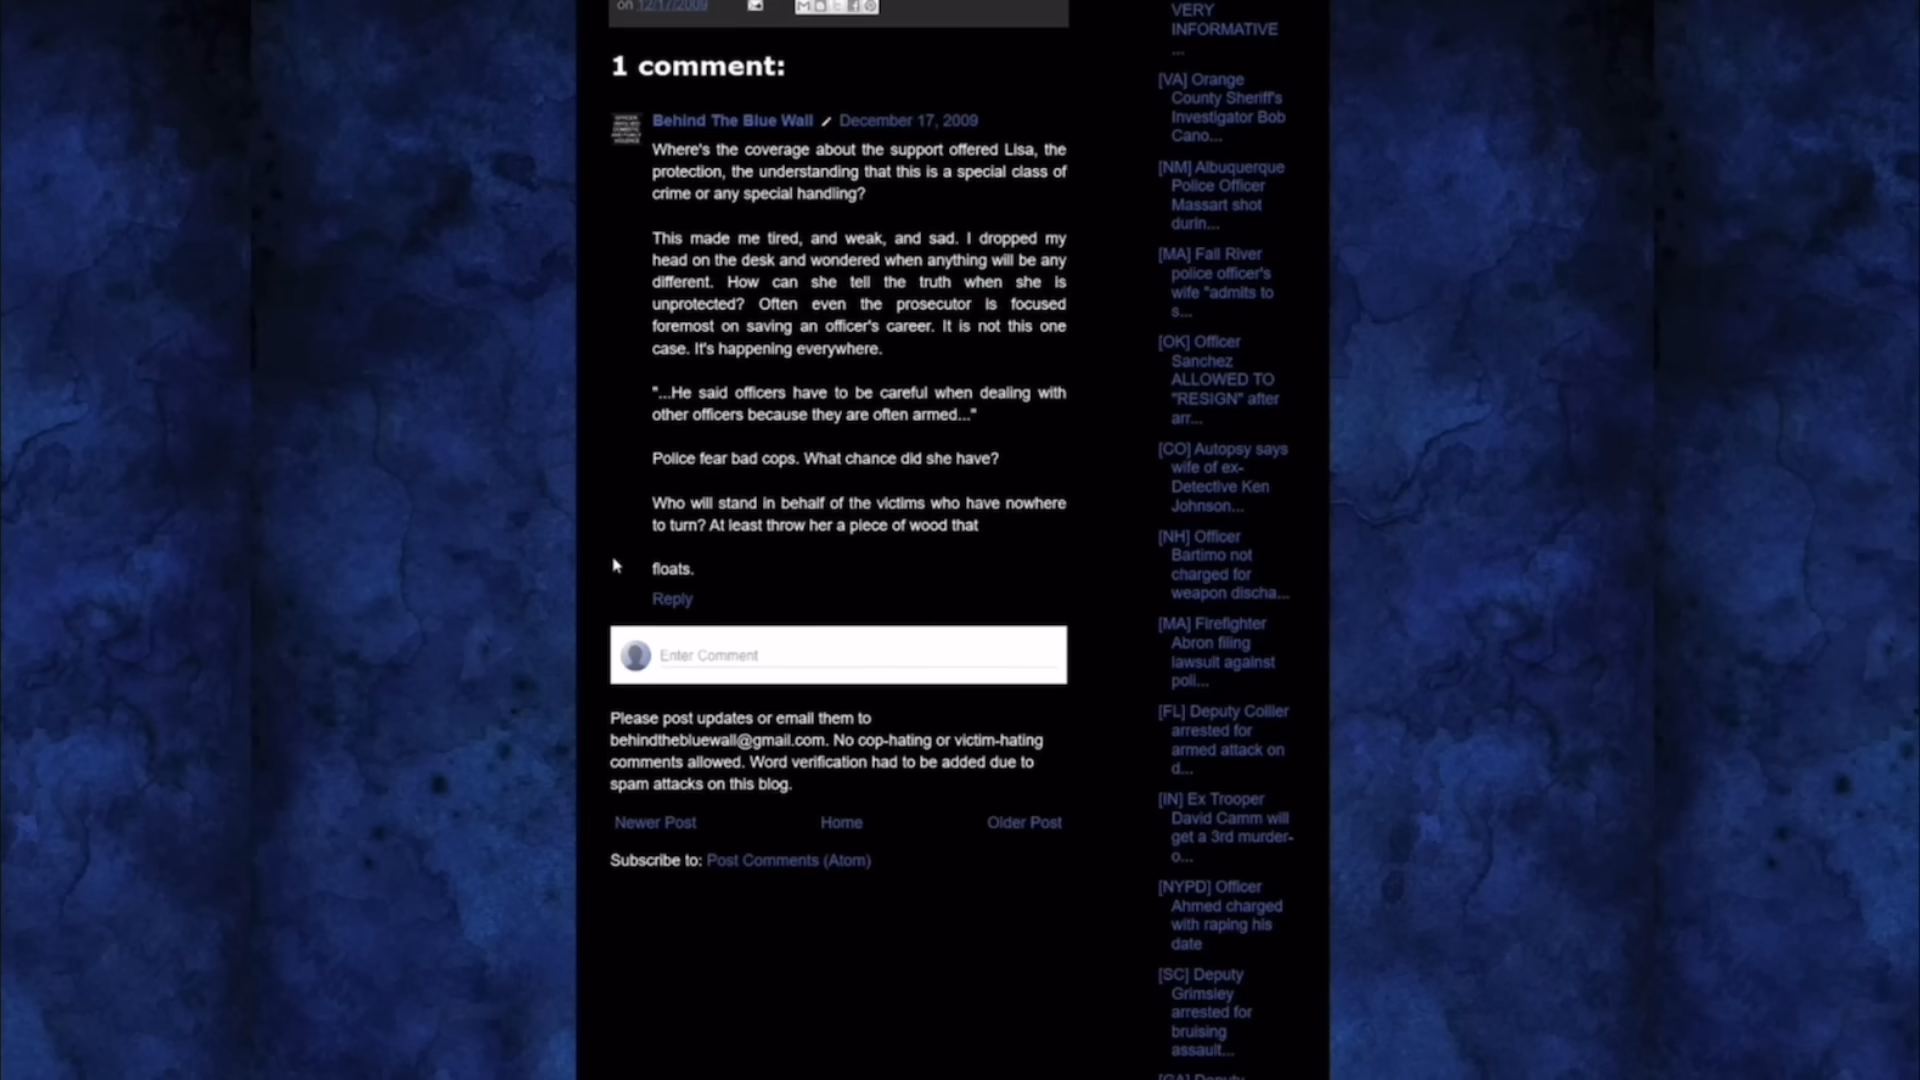 on 12/17/2009
1 comment:
Behind The Blue Wall December 17, 2009
Where's the coverage about the support offered Lisa, the
protection, the understanding that this is a special class of
crime or any special handling?
This made me tired, and weak, and sad. I dropped my
head on the desk and wondered when anything will be any
different. How can she tell the truth when she is
unprotected? Often even the prosecutor is focused
foremost on saving an officer's career. It is not this one
case. It's happening everywhere.
"...He said officers have to be careful when dealing with
other officers because they are often armed..."
Police fear bad cops. What chance did she have?
Who will stand in behalf of the victims who have nowhere
to turn? At least throw her a piece of wood that
floats.
Reply
Enter Comment
Please post updates or email them to
behindthebluewall@gmail.com. No cop-hating or victim-hating
comments allowed. Word verification had to be added due to
spam attacks on this blog.
Newer Post Home Older Post
Subscribe to: Post Comments (Atom)
VERY
INFORMATIVE
...
[VA] Orange
County Sheriff's
Investigator Bob
Cano...
[NM] Albuquerque
Police Officer
Massart shot
durin...
[MA] Fall River
police officer's
wife "admits to
s...
[OK] Officer
Sanchez
ALLOWED TO
"RESIGN" after
arr...
[CO] Autopsy says
wife of ex-
Detective Ken
Johnson...
[NH] Officer
Bartimo not
charged for
weapon discha...
[MA] Firefighter
Abron filing
lawsuit against
poli...
[FL] Deputy Collier
arrested for
armed attack on
d...
[IN] Ex Trooper
David Camm will
get a 3rd murder-
o...
[NYPD] Officer
Ahmed charged
with raping his
date
[SC] Deputy
Grimsley
arrested for
bruising
assault...